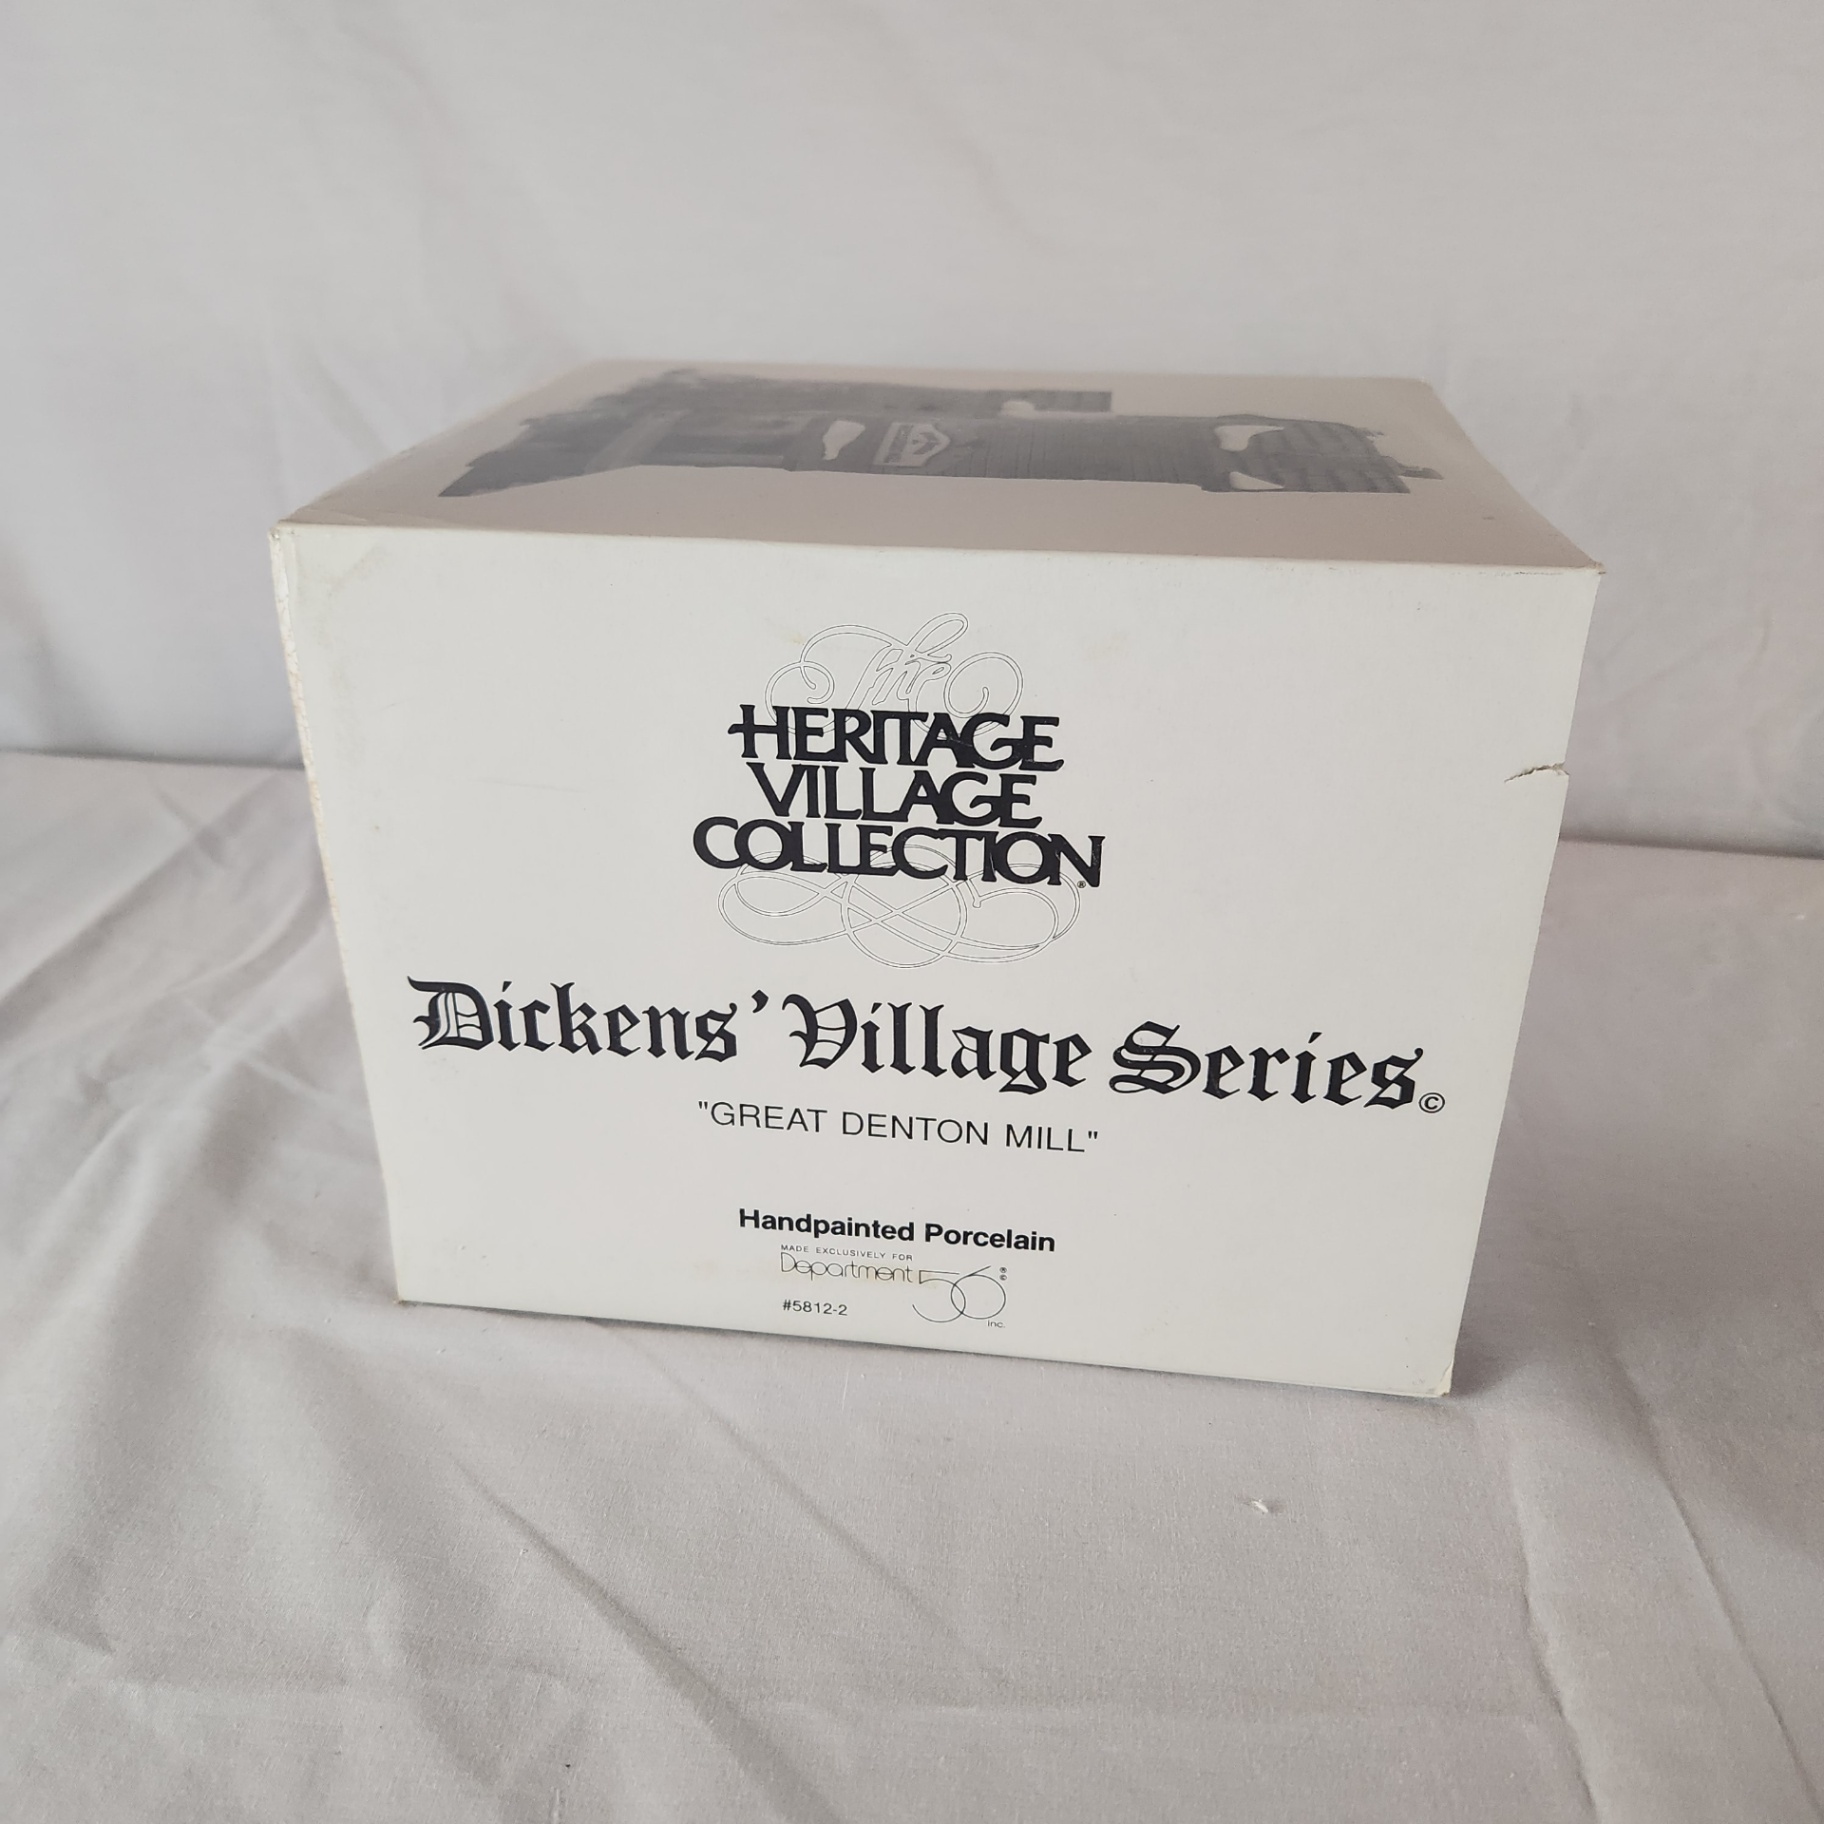 The
HERITAGE
VILLAGE
COLLECTION®
Dickens' Village Series©
"GREAT DENTON MILL"
Handpainted Porcelain
MADE EXCLUSIVELY FOR
Department 56 ®©
#5812-2
Inc.